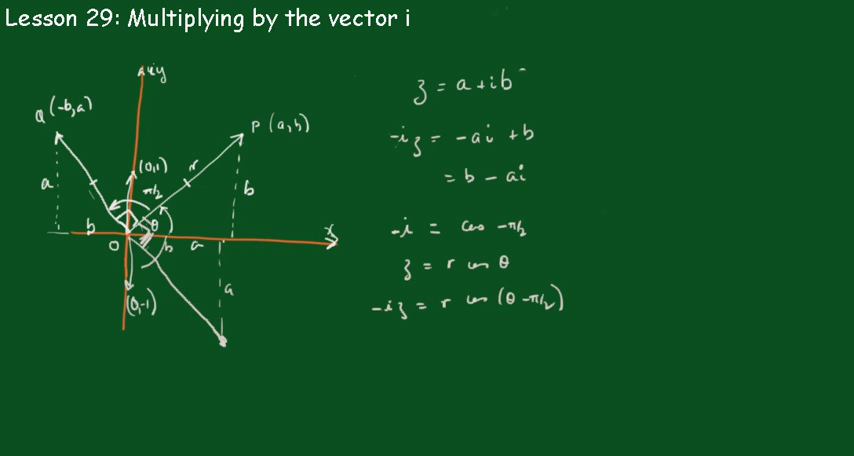 Lesson 29: Multiplying by the vector i
iy
Q (-b,a)
P (a,b)
(0,1)
r
π/2
a
b
b
θ
x
O
b
a
a
(0,-1)
z = a+ib
-iz = -ai +b
= b - ai
-i = cis -π/2
z = r cis θ
-iz = r cis (θ -π/2)